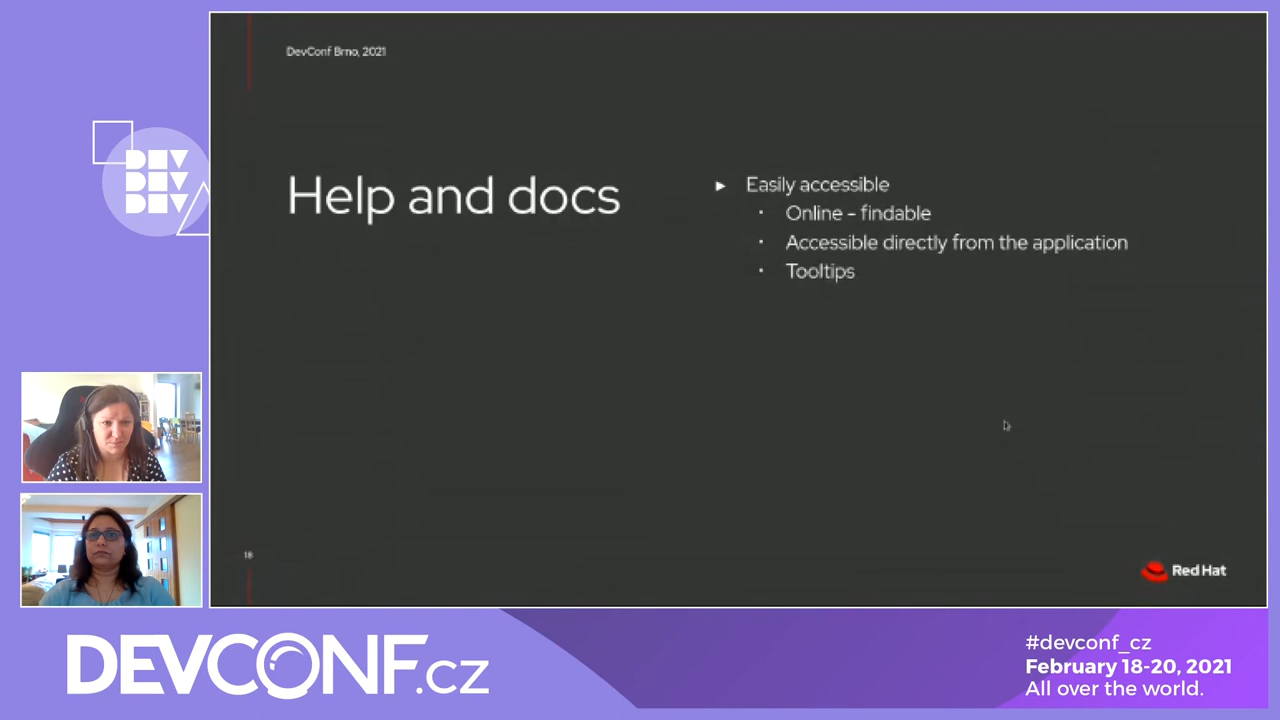 DevConf Brno, 2021
DEV
DEV
DEV
Help and docs
► Easily accessible
· Online - findable
· Accessible directly from the application
· Tooltips
18
Red Hat
DEVCONF.cz
#devconf_cz
February 18-20, 2021
All over the world.